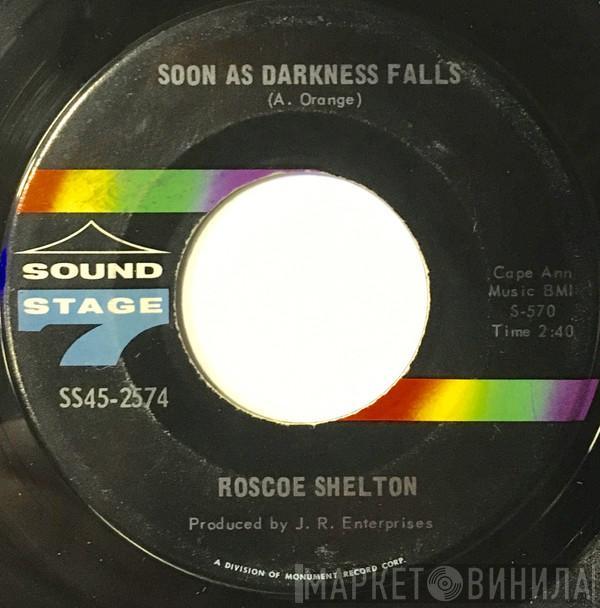 SOON AS DARKNESS FALLS
(A. Orange)
SOUND
STAGE
7
SS45-2574
Cape Ann
Music BMI
S-570
Time 2:40
ROSCOE SHELTON
Produced by J. R. Enterprises
A DIVISION OF MONUMENT RECORD CORP.
МАРКЕТ ВИНИЛА